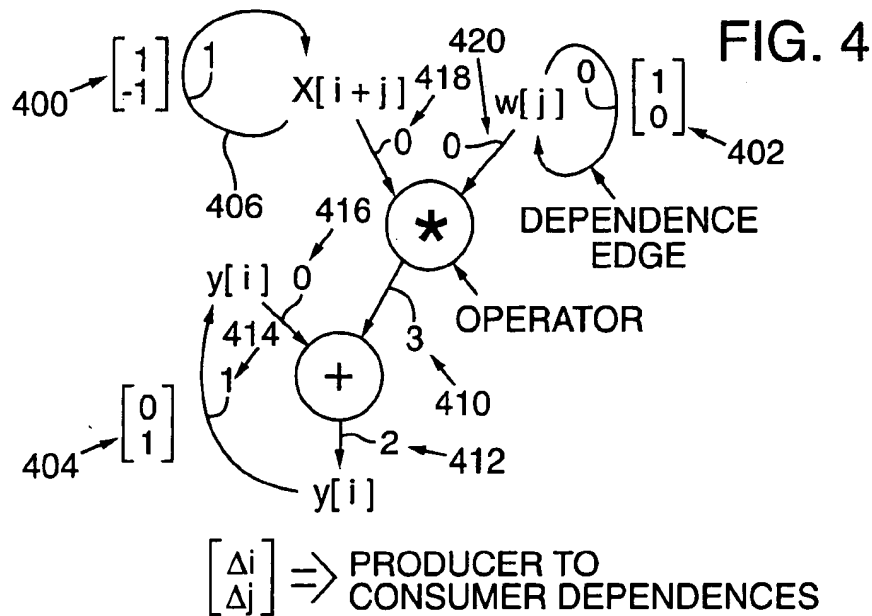 FIG. 4
420
400 [1 -1] 1
X[i+j] 418
w[j] 0 [1 0]
402
0 0
406
*
DEPENDENCE
EDGE
416
y[i] 0
OPERATOR
414
3
1
+
410
[0 1]
404
2 412
y[i]
[Δi Δj] ⇒ PRODUCER TO
CONSUMER DEPENDENCES